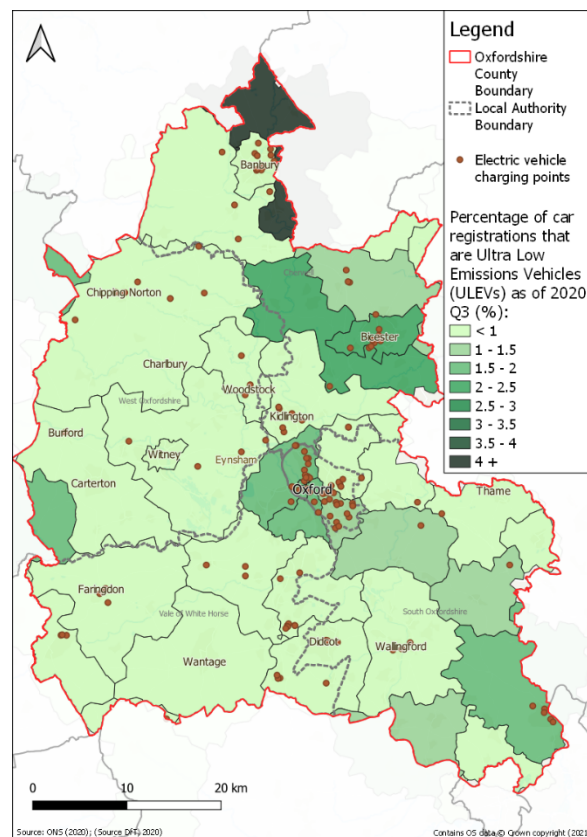 Legend
Oxfordshire
County
Boundary
Local Authority
Boundary
Electric vehicle
charging points
Percentage of car
registrations that
are Ultra Low
Emissions Vehicles
(ULEVs) as of 2020
Q3 (%):
< 1
1 - 1.5
1.5 - 2
2 - 2.5
2.5 - 3
3 - 3.5
3.5 - 4
4 +
Banbury
Cherwell
Chipping Norton
Bicester
Charlbury
Woodstock
West Oxfordshire
Kidlington
Burford
Witney
Eynsham
Carterton
Oxford
Thame
Faringdon
Vale of White Horse
South Oxfordshire
Didcot
Wallingford
Wantage
0 10 20 km
Source: ONS (2020); (Source DfT, 2020)
Contains OS data © Crown copyright (2021